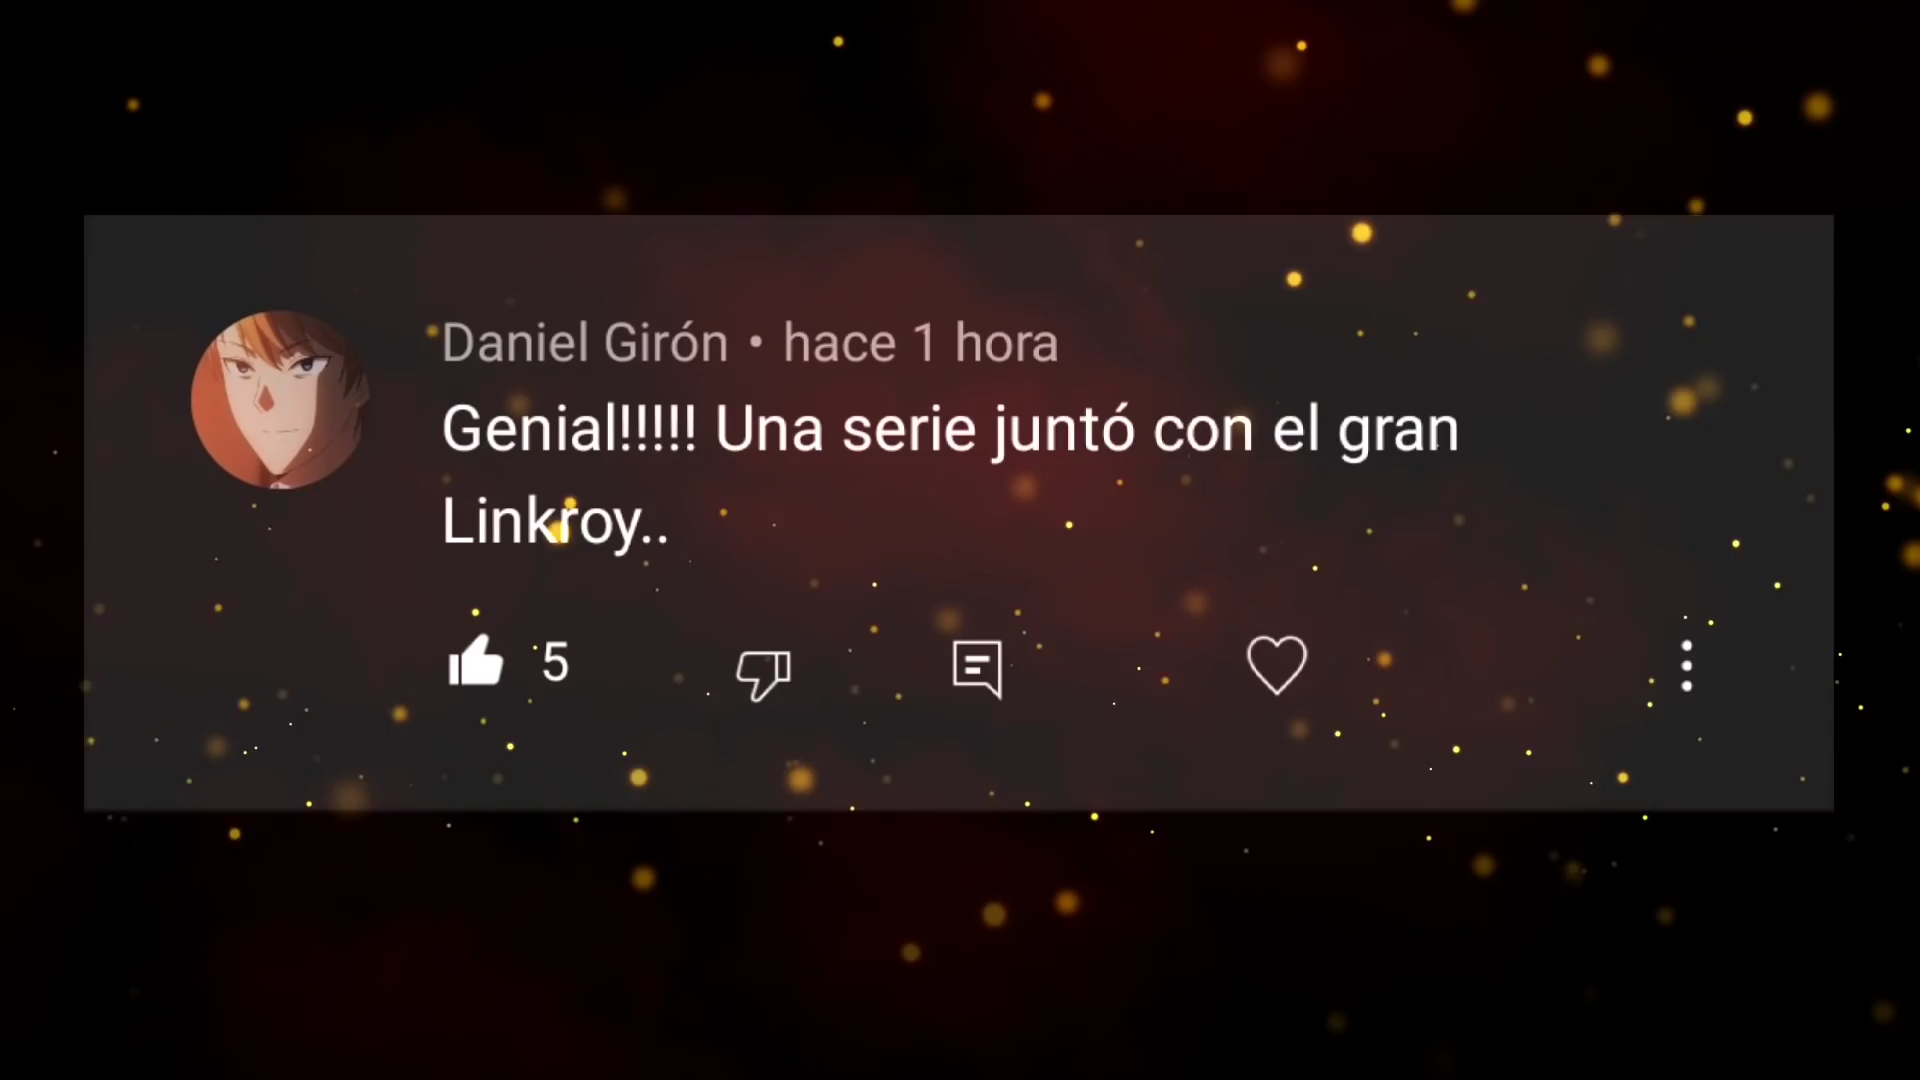 Daniel Girón • hace 1 hora
Genial!!!!! Una serie juntó con el gran
Linkroy..
5